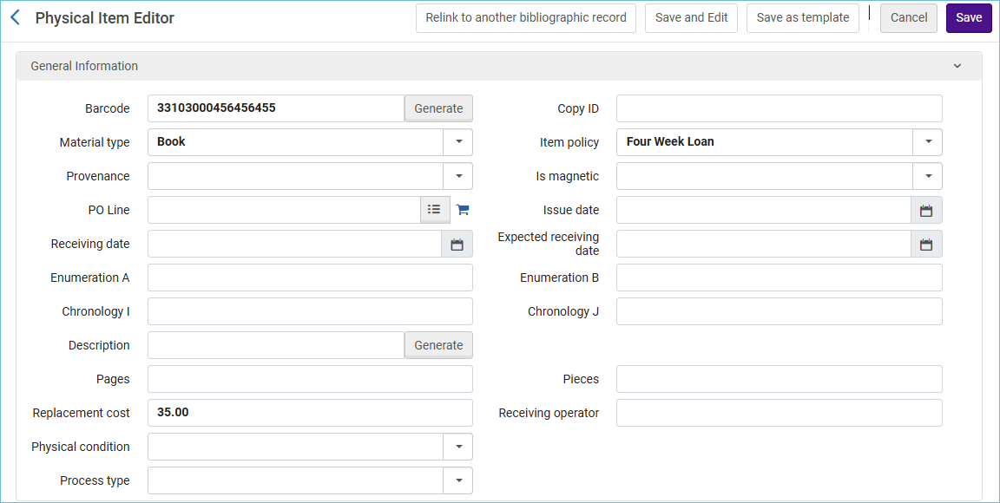 Physical Item Editor
Relink to another bibliographic record
Save and Edit
Save as template
Cancel
Save
General Information
Barcode
33103000456456455
Generate
Copy ID
Material type
Book
Item policy
Four Week Loan
Provenance
Is magnetic
PO Line
Issue date
Receiving date
Expected receiving
date
Enumeration A
Enumeration B
Chronology I
Chronology J
Description
Generate
Pages
Pieces
Replacement cost
35.00
Receiving operator
Physical condition
Process type